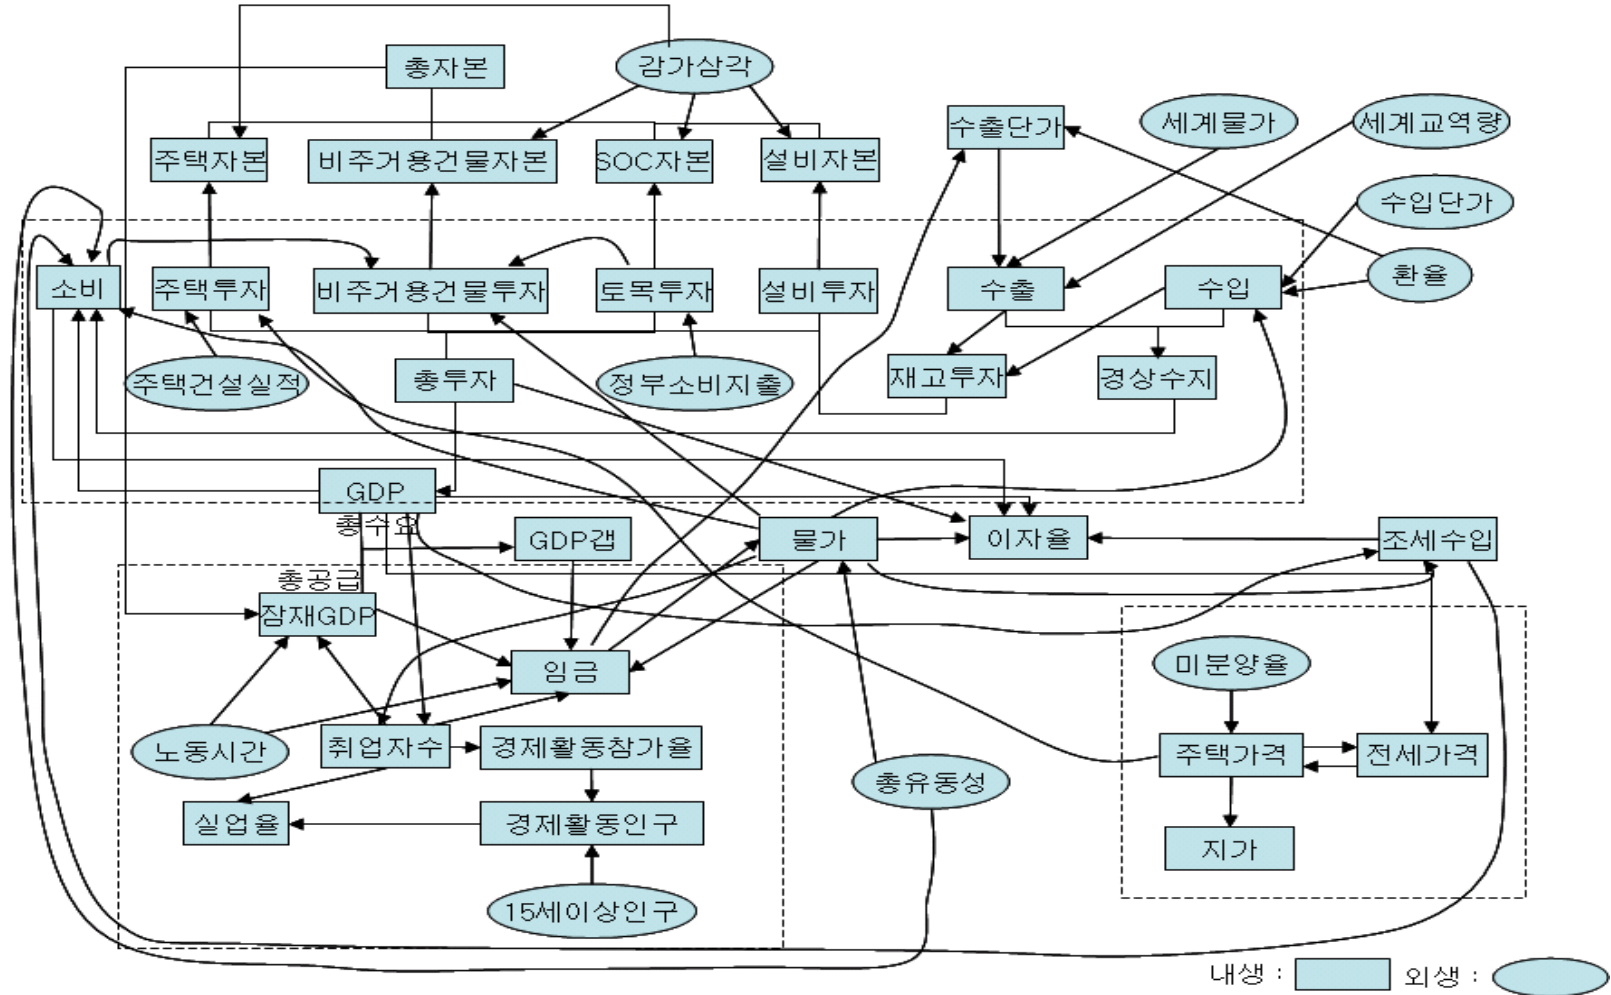 총자본
감가삼각
수출단가
세계물가
세계교역량
주택자본
비주거용건물자본
SOC자본
설비자본
수입단가
소비
주택투자
비주거용건물투자
토목투자
설비투자
수출
수입
환율
주택건설실적
총투자
정부소비지출
재고투자
경상수지
GDP
총수요
GDP갭
물가
이자율
조세수입
총공급
잠재GDP
임금
미분양율
노동시간
취업자수
경제활동참가율
주택가격
전세가격
총유동성
실업율
경제활동인구
지가
15세이상인구
내생 :
외생 :